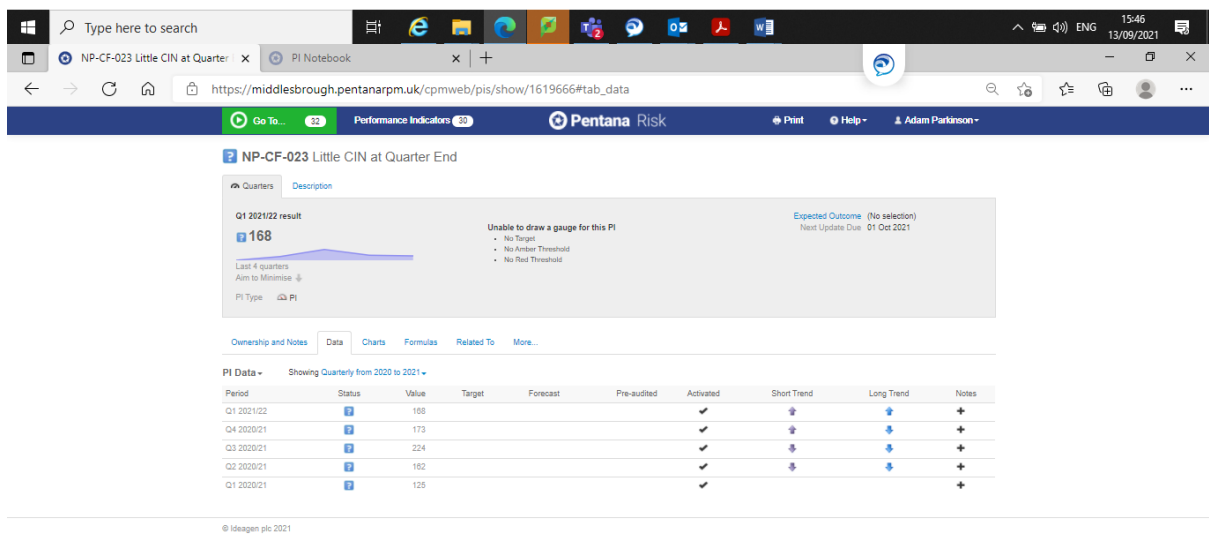 Type here to search
ENG
15:46
13/09/2021
NP-CF-023 Little CIN at Quarter
PI Notebook
https://middlesbrough.pentanarpm.uk/cpmweb/pis/show/1619666#tab_data
Go To... 32
Performance Indicators 30
Pentana Risk
Print
Help
Adam Parkinson
NP-CF-023 Little CIN at Quarter End
Quarters
Description
Q1 2021/22 result
168
Last 4 quarters
Aim to Minimise
PI Type PI
Unable to draw a gauge for this PI
• No Target
• No Amber Threshold
• No Red Threshold
Expected Outcome (No selection)
Next Update Due 01 Oct 2021
Ownership and Notes Data Charts Formulas Related To More...
PI Data Showing Quarterly from 2020 to 2021
Period Status Value Target Forecast Pre-audited Activated Short Trend Long Trend Notes
Q1 2021/22 ? 168
Q4 2020/21 ? 173
Q3 2020/21 ? 224
Q2 2020/21 ? 162
Q1 2020/21 ? 125
© Ideagen plc 2021